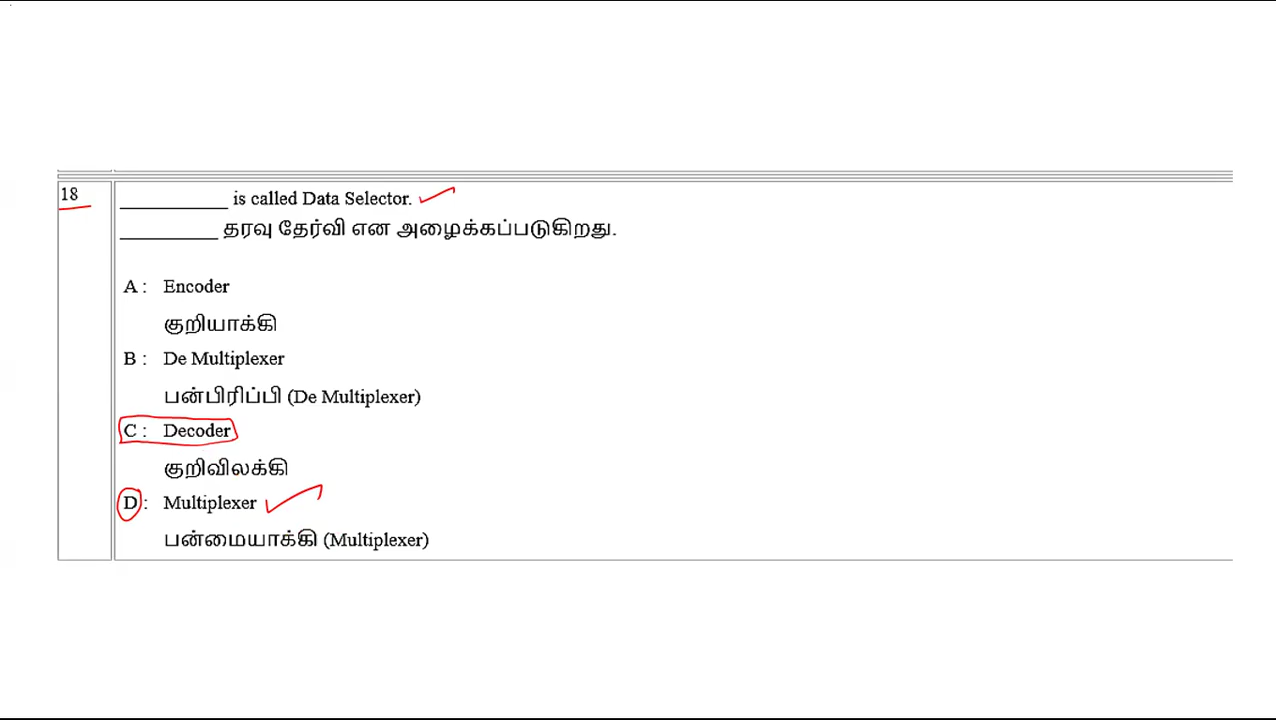 18
__________ is called Data Selector.
__________ தரவு தேர்வி என அழைக்கப்படுகிறது.
A : Encoder
குறியாக்கி
B : De Multiplexer
பன்பிரிப்பி (De Multiplexer)
C : Decoder
குறிவிலக்கி
D : Multiplexer
பன்மையாக்கி (Multiplexer)